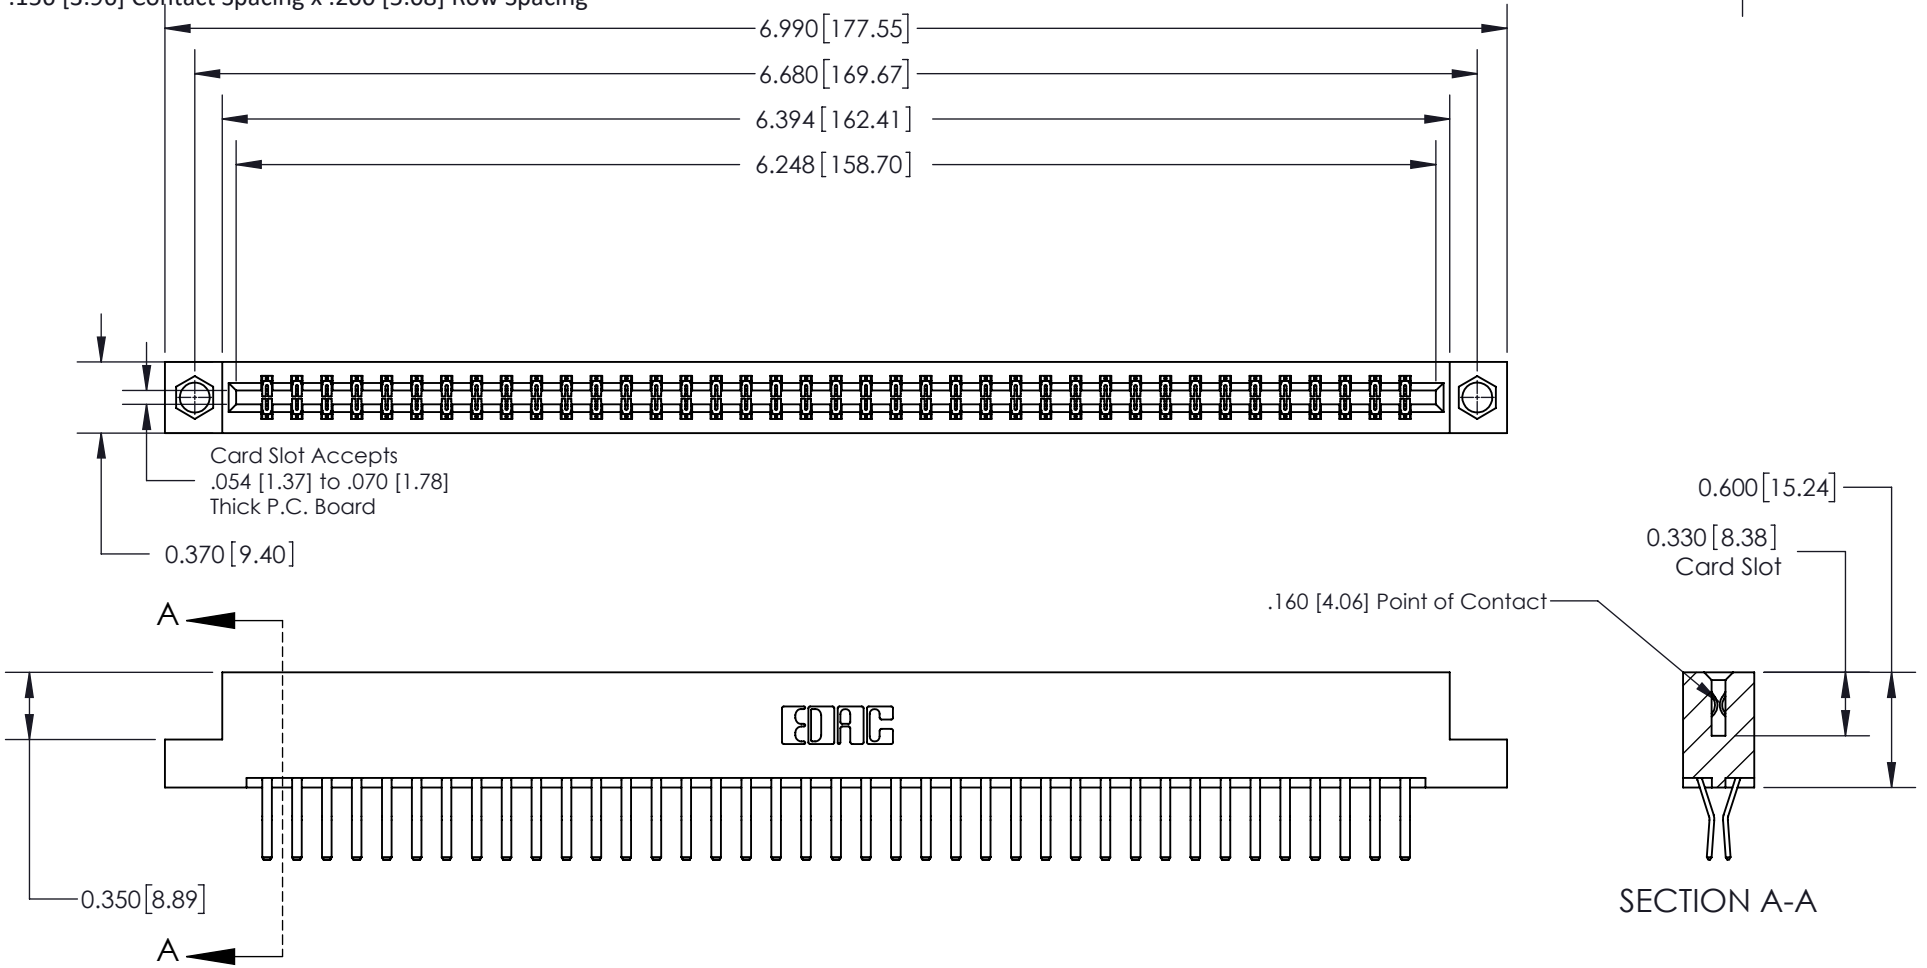 .156 [3.96] Contact Spacing x .200 [5.08] Row Spacing
6.990[177.55]
6.680[169.67]
6.394[162.41]
6.248[158.70]
Card Slot Accepts
.054 [1.37] to .070 [1.78]
Thick P.C. Board
0.370[9.40]
0.600[15.24]
0.330[8.38]
Card Slot
.160 [4.06] Point of Contact
A
EDAC
0.350[8.89]
SECTION A-A
A